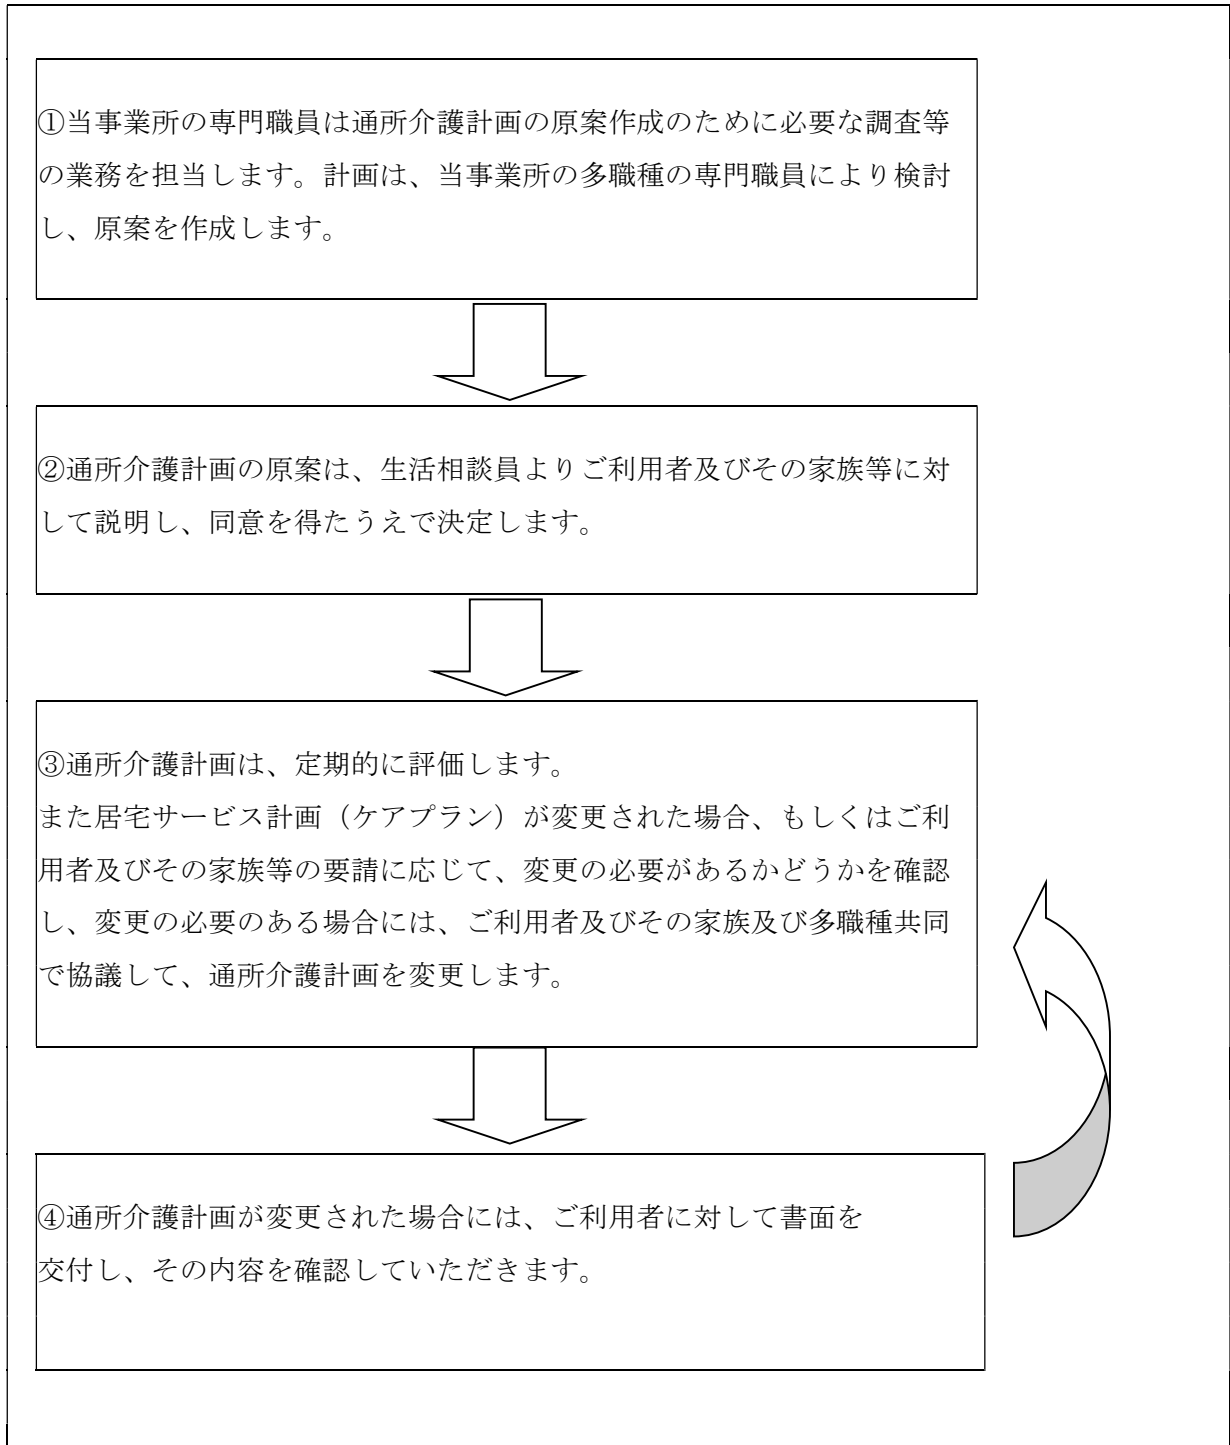 ①当事業所の専門職員は通所介護計画の原案作成のために必要な調査等
の業務を担当します。計画は、当事業所の多職種の専門職員により検討
し、原案を作成します。
②通所介護計画の原案は、生活相談員よりご利用者及びその家族等に対
して説明し、同意を得たうえで決定します。
③通所介護計画は、定期的に評価します。
また居宅サービス計画（ケアプラン）が変更された場合、もしくはご利
用者及びその家族等の要請に応じて、変更の必要があるかどうかを確認
し、変更の必要のある場合には、ご利用者及びその家族及び多職種共同
で協議して、通所介護計画を変更します。
④通所介護計画が変更された場合には、ご利用者に対して書面を
交付し、その内容を確認していただきます。